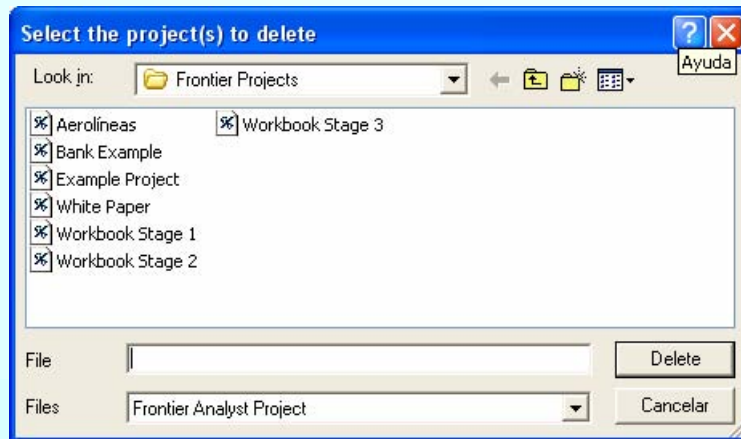 Select the project(s) to delete
?
Ayuda
Look in:
Frontier Projects
Aerolíneas
Bank Example
Example Project
White Paper
Workbook Stage 1
Workbook Stage 2
Workbook Stage 3
File
Delete
Files
Frontier Analyst Project
Cancelar